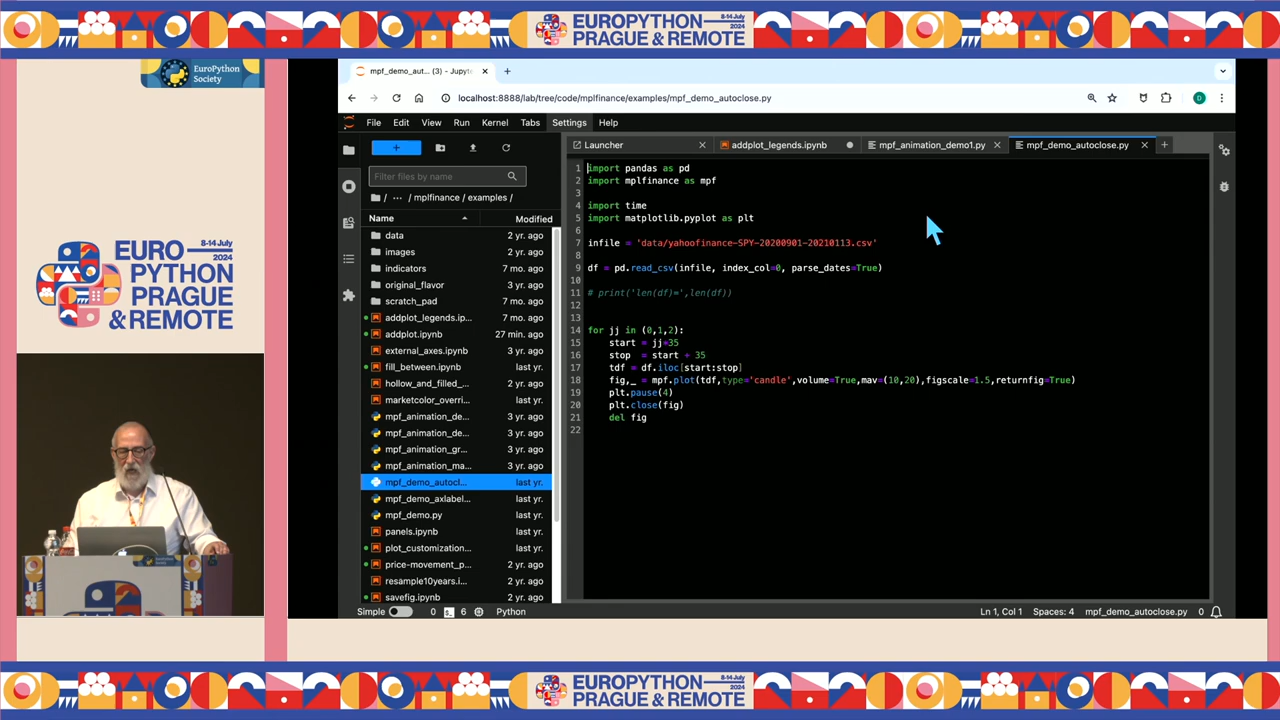 EUROPYTHON
8-14 July
2024
PRAGUE & REMOTE
EuroPython
Society
EURO
8-14 July
2024
PYTHON
PRAGUE
& REMOTE
mpf_demo_aut... (3) - Jupyte
localhost:8888/lab/tree/code/mplfinance/examples/mpf_demo_autoclose.py
D
File Edit View Run Kernel Tabs Settings Help
Launcher
addplot_legends.ipynb
mpf_animation_demo1.py
mpf_demo_autoclose.py
Filter files by name
/ ··· / mplfinance / examples /
Name Modified
data 2 yr. ago
images 2 yr. ago
indicators 7 mo. ago
original_flavor 3 yr. ago
scratch_pad 7 mo. ago
addplot_legends.ip... 7 mo. ago
addplot.ipynb 27 min. ago
external_axes.ipynb 3 yr. ago
fill_between.ipynb last yr.
hollow_and_filled_... 3 yr. ago
marketcolor_overri... last yr.
mpf_animation_de... 3 yr. ago
mpf_animation_de... 3 yr. ago
mpf_animation_gr... 3 yr. ago
mpf_animation_ma... 3 yr. ago
mpf_demo_autocl... last yr.
mpf_demo_axlabel... last yr.
mpf_demo.py last yr.
panels.ipynb last yr.
plot_customization... last yr.
price-movement_p... 2 yr. ago
resample10years.i... 2 yr. ago
savefig.ipynb 2 yr. ago
1 import pandas as pd
2 import mplfinance as mpf
3
4 import time
5 import matplotlib.pyplot as plt
6
7 infile = 'data/yahoofinance-SPY-20200901-20210113.csv'
8
9 df = pd.read_csv(infile, index_col=0, parse_dates=True)
10
11 # print('len(df)=',len(df))
12
13
14 for jj in (0,1,2):
15 start = jj*35
16 stop = start + 35
17 tdf = df.iloc[start:stop]
18 fig,_ = mpf.plot(tdf,type='candle',volume=True,mav=(10,20),figscale=1.5,returnfig=True)
19 plt.pause(4)
20 plt.close(fig)
21 del fig
22
Simple 0 6 Python
Ln 1, Col 1 Spaces: 4 mpf_demo_autoclose.py 0
EUROPYTHON
8-14 July
2024
PRAGUE & REMOTE